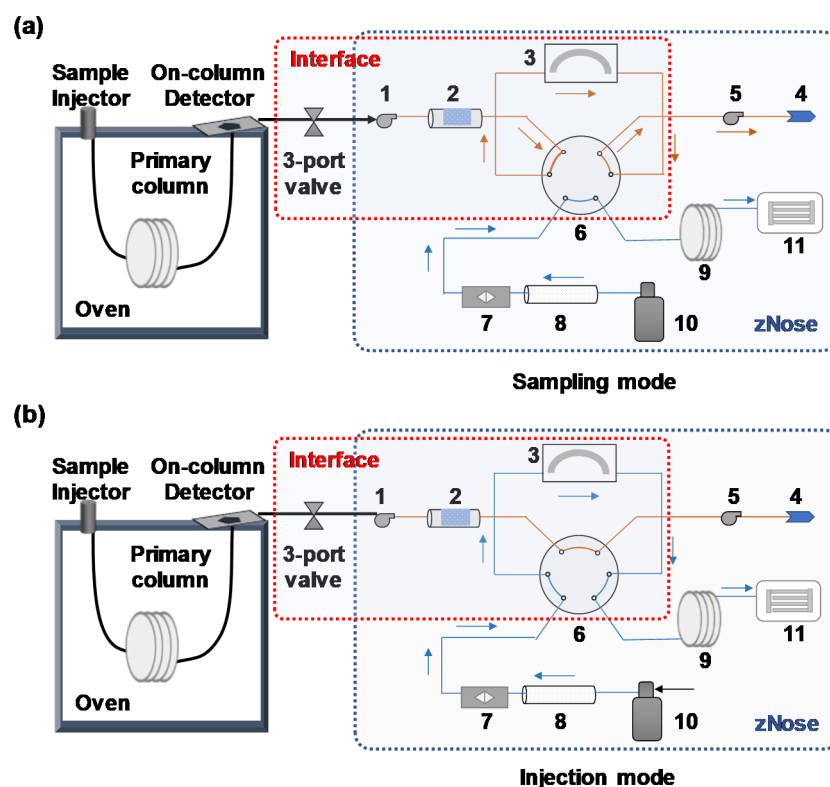 (a)
Sample
Injector
On-column
Detector
Interface
3
1
2
5
4
Primary
column
3-port
valve
6
9
11
Oven
7
8
10
zNose
Sampling mode
(b)
Sample
Injector
On-column
Detector
Interface
3
1
2
5
4
Primary
column
3-port
valve
6
9
11
Oven
7
8
10
zNose
Injection mode